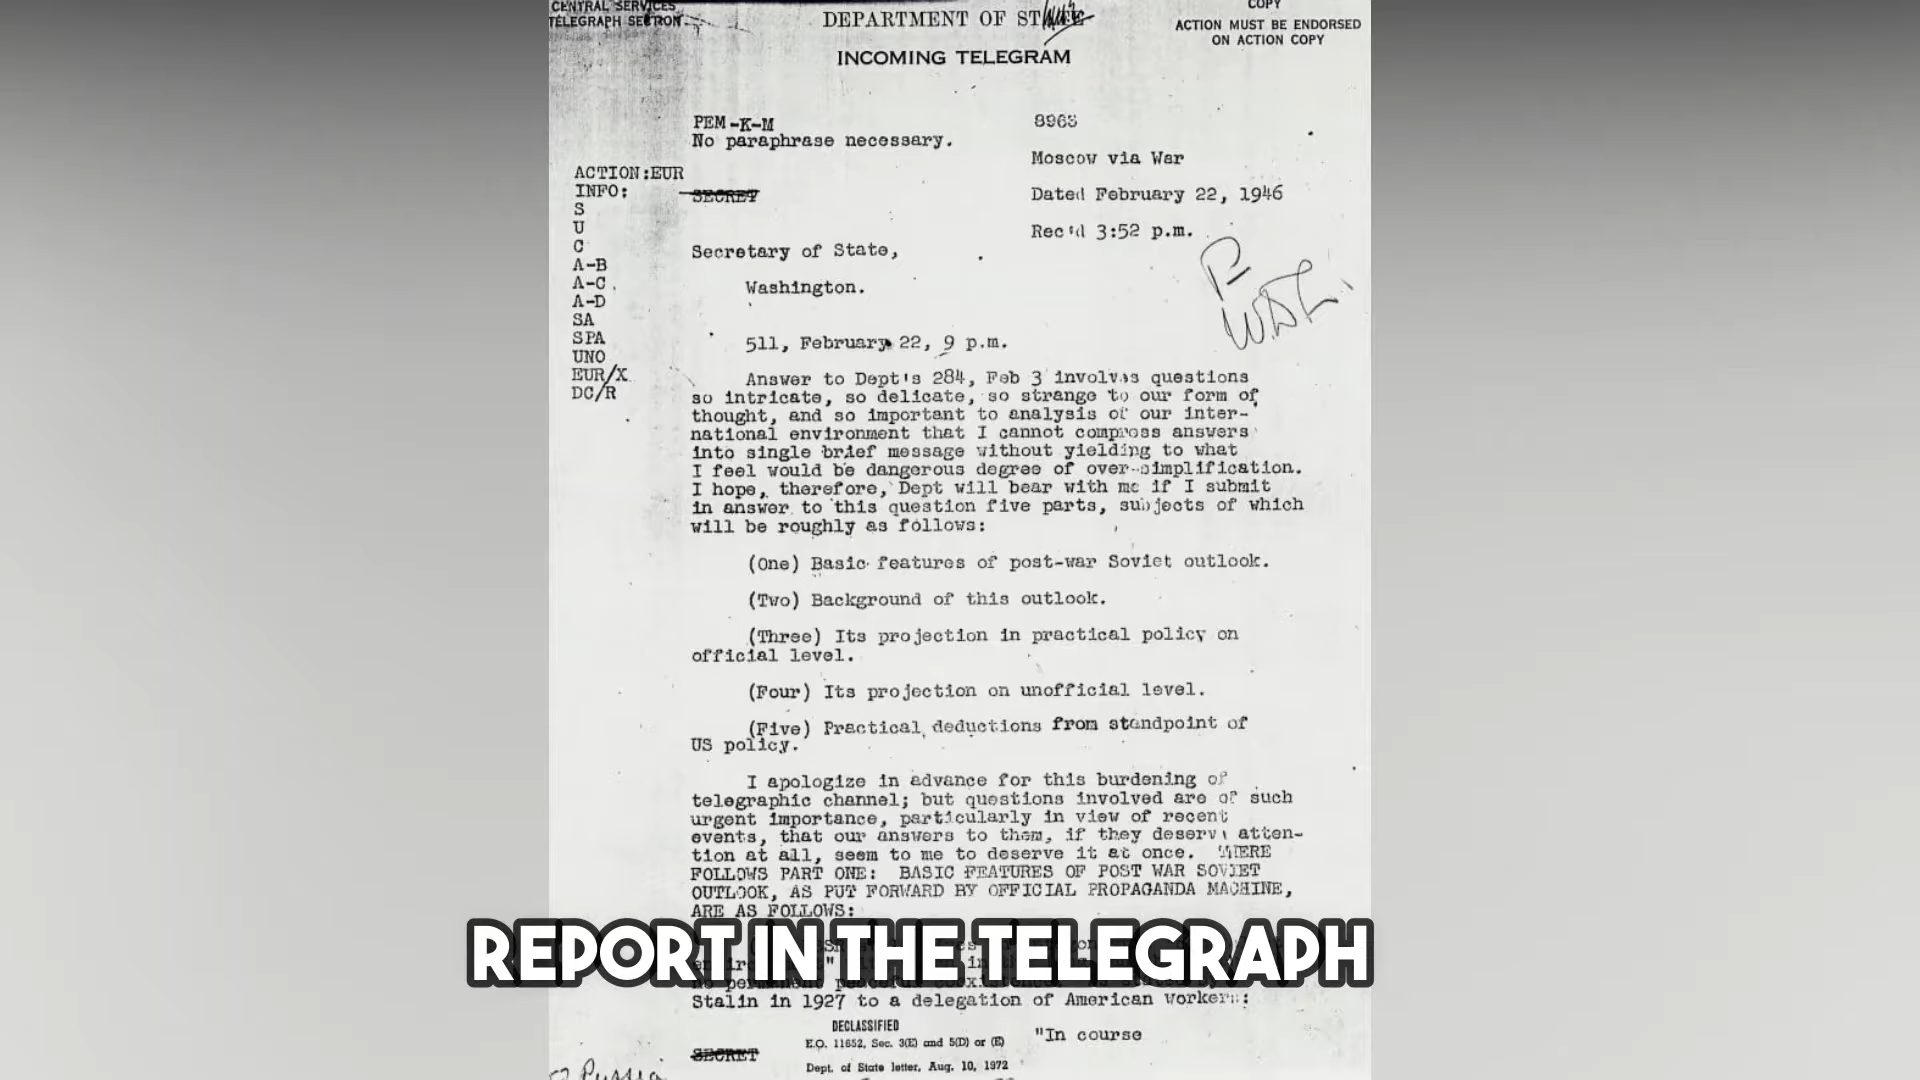 CENTRAL SERVICES
TELEGRAPH SECTION
DEPARTMENT OF STATE
COPY
ACTION MUST BE ENDORSED
ON ACTION COPY
INCOMING TELEGRAM
PEM-K-M
No paraphrase necessary.
8963
Moscow via War
ACTION:EUR
INFO:
S
U
C
A-B
A-C
A-D
SA
SPA
UNO
EUR/X
DC/R
SECRET
Dated February 22, 1946
Rec'd 3:52 p.m.
Secretary of State,
Washington.
511, February 22, 9 p.m.
Answer to Dept's 284, Feb 3 involves questions
so intricate, so delicate, so strange to our form of
thought, and so important to analysis of our inter-
national environment that I cannot compress answers
into single brief message without yielding to what
I feel would be dangerous degree of over-simplification.
I hope, therefore, Dept will bear with me if I submit
in answer to this question five parts, subjects of which
will be roughly as follows:
(One) Basic features of post-war Soviet outlook.
(Two) Background of this outlook.
(Three) Its projection in practical policy on
official level.
(Four) Its projection on unofficial level.
(Five) Practical deductions from standpoint of
US policy.
I apologize in advance for this burdening of
telegraphic channel; but questions involved are of such
urgent importance, particularly in view of recent
events, that our answers to them, if they deserve atten-
tion at all, seem to me to deserve it at once. THERE
FOLLOWS PART ONE: BASIC FEATURES OF POST WAR SOVIET
OUTLOOK, AS PUT FORWARD BY OFFICIAL PROPAGANDA MACHINE,
ARE AS FOLLOWS:
REPORT IN THE TELEGRAPH
Stalin in 1927 to a delegation of American workers:
DECLASSIFIED
E.O. 11652, Sec. 3(E) and 5(D) or (E)
"In course
SECRET
Dept. of State letter, Aug. 10, 1972
Russia